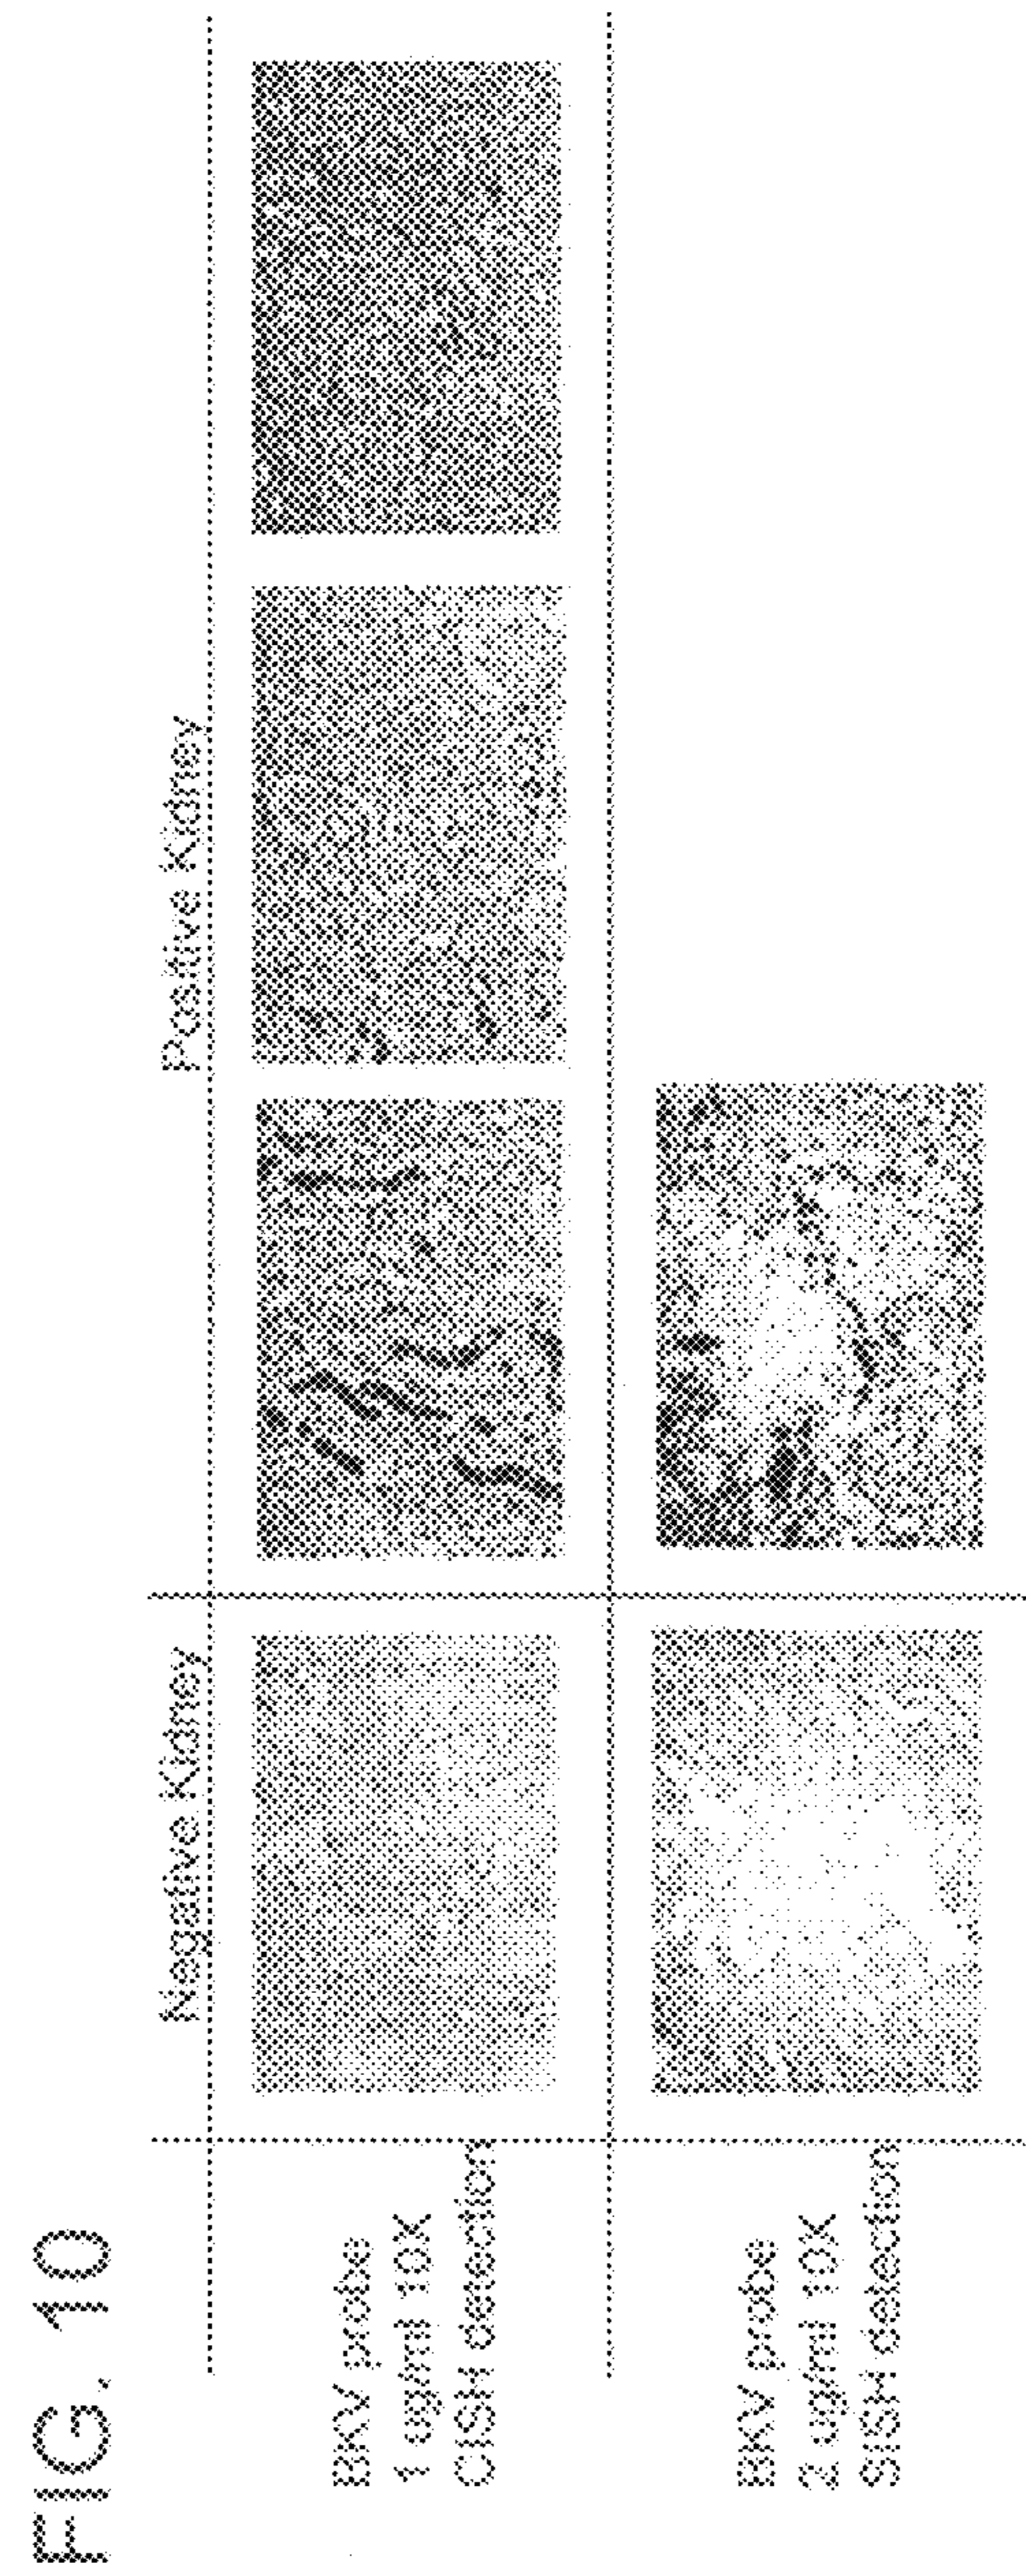 FIG. 10
Negative Kidney
Positive Kidney
BKV probe
1 ug/ml 10X
CISH detection
BKV probe
2 ug/ml 10X
SISH detection